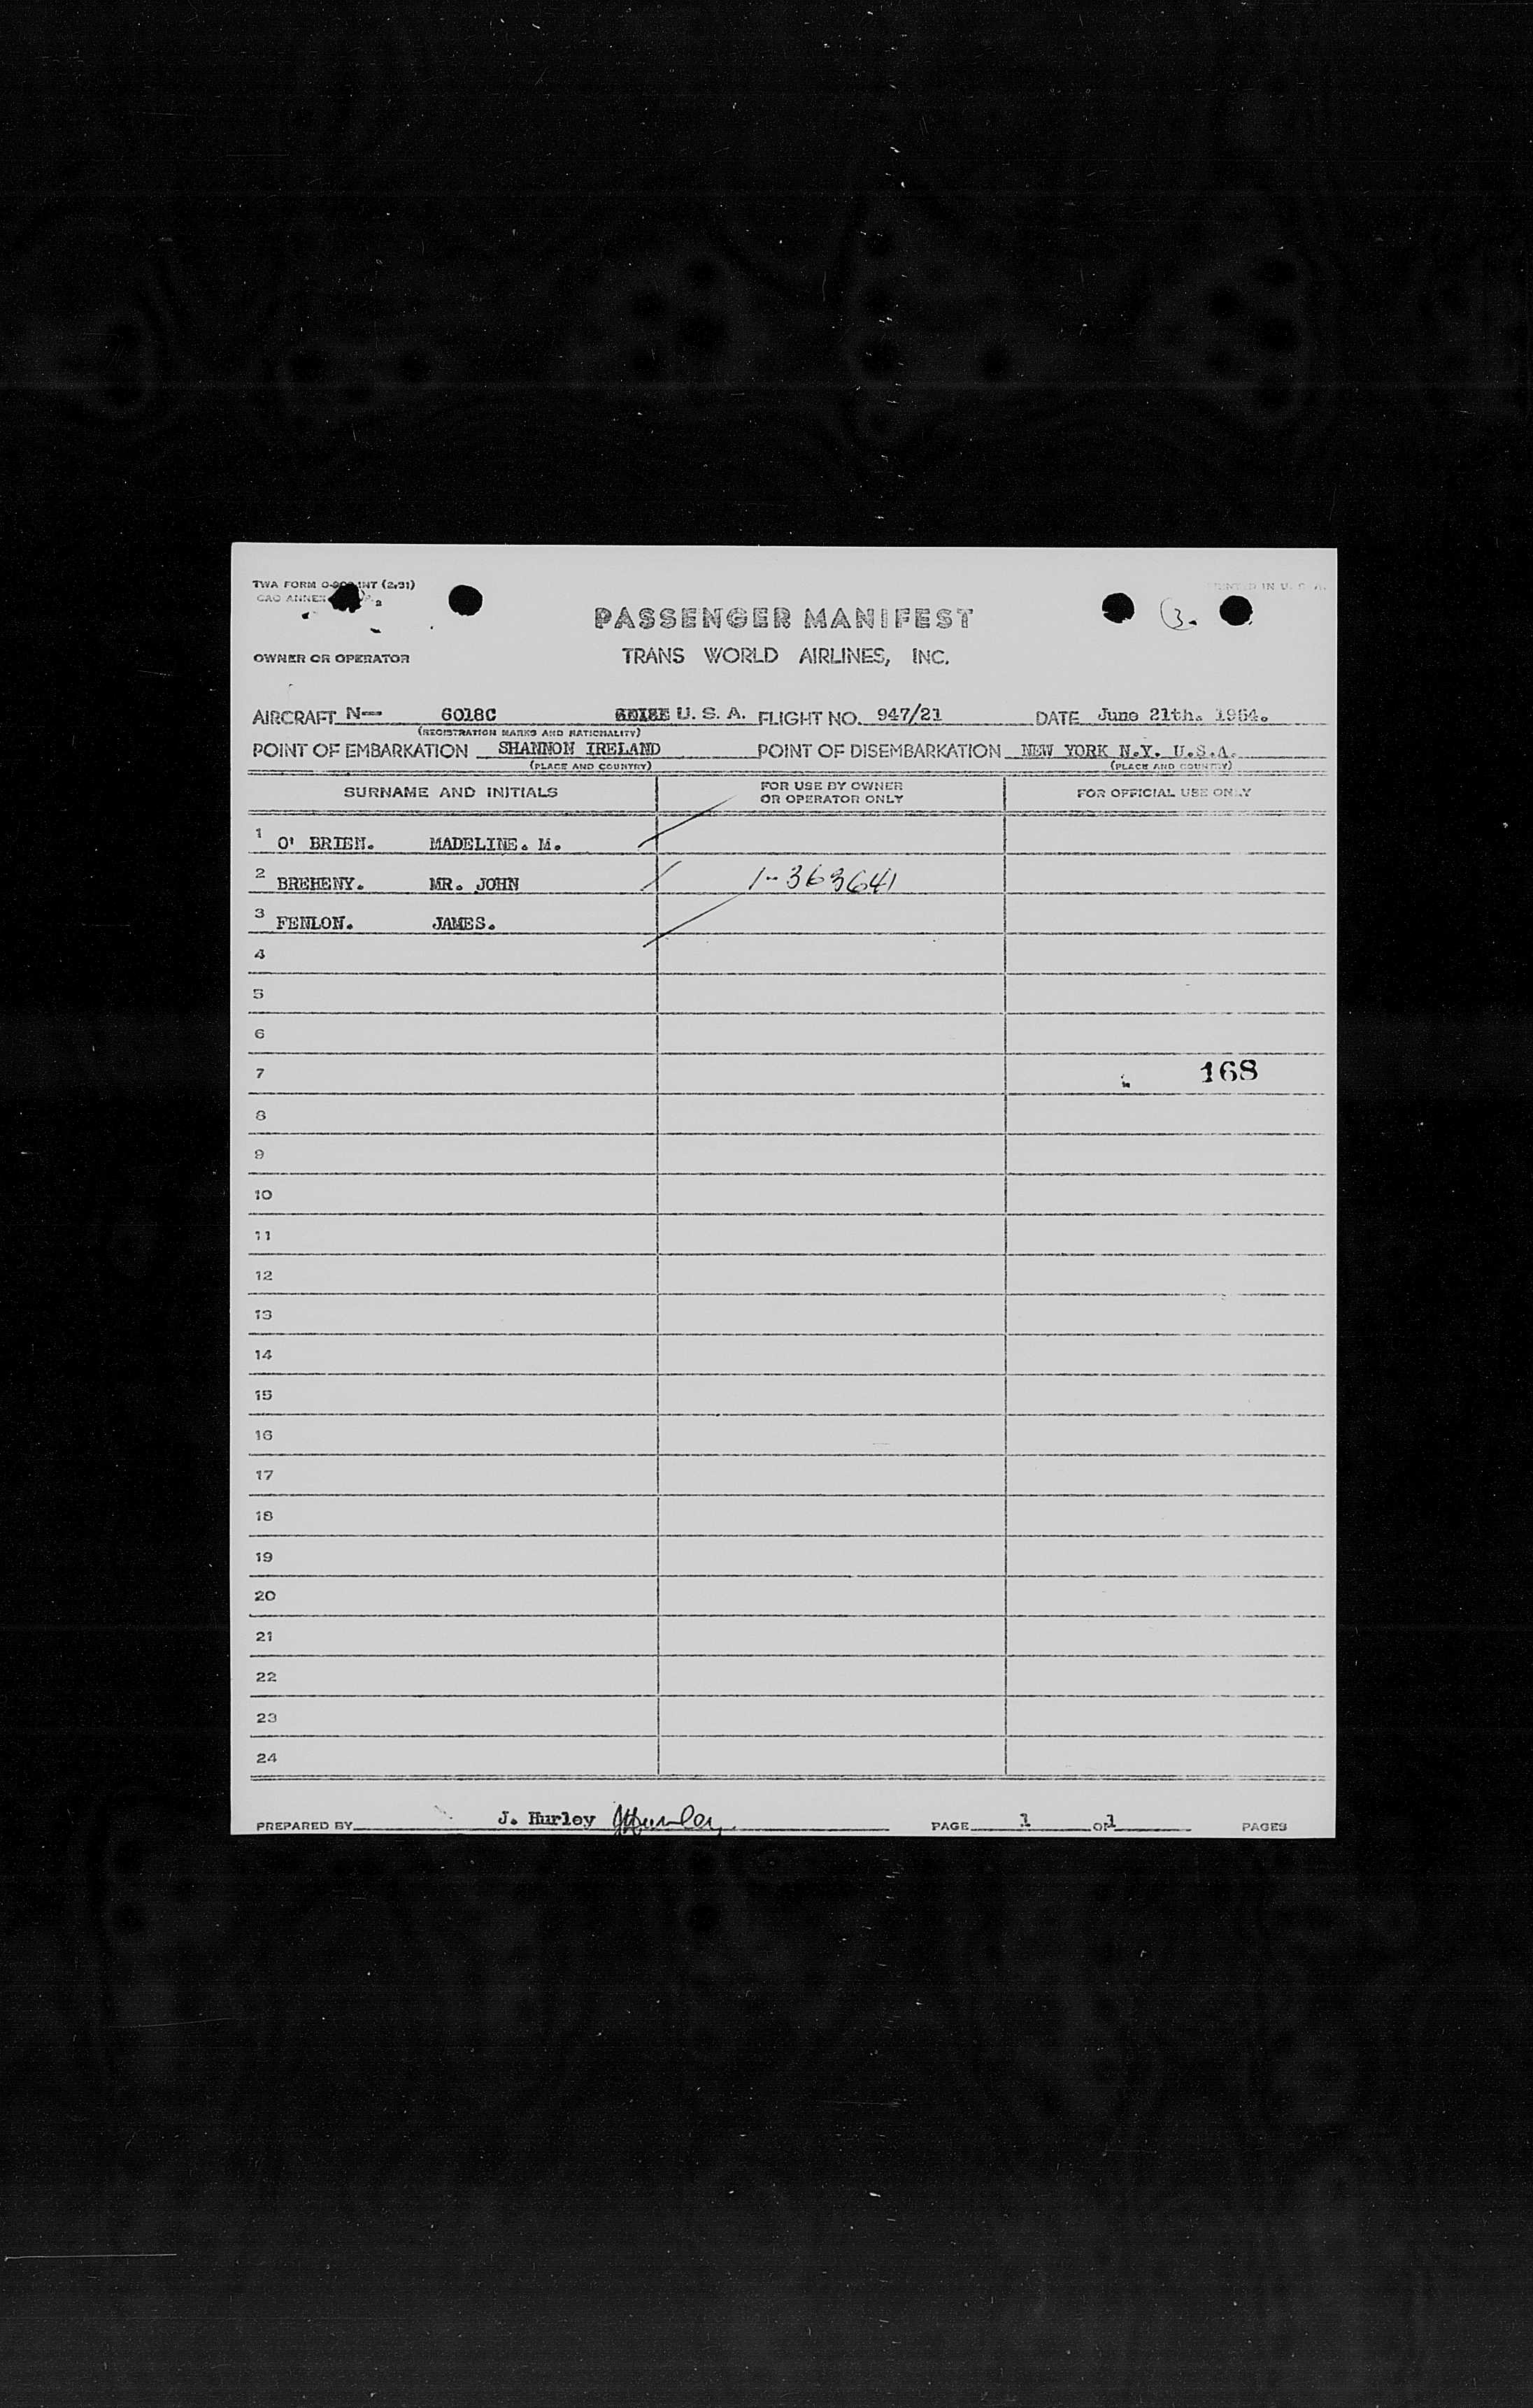 TWA FORM
CAO ANNEX
PRINTED IN U. S. A.
PASSENGER MANIFEST
(3.
OWNER OR OPERATOR
TRANS WORLD AIRLINES, INC.
AIRCRAFT N— 6018C U. S. A. FLIGHT NO. 947/21 DATE June 21th. 1954.
(REGISTRATION MARKS AND NATIONALITY)
POINT OF EMBARKATION SHANNON IRELAND POINT OF DISEMBARKATION NEW YORK N.Y. U.S.A.
(PLACE AND COUNTRY) (PLACE AND COUNTRY)
SURNAME AND INITIALS FOR USE BY OWNER OR OPERATOR ONLY FOR OFFICIAL USE ONLY
1 O' BRIEN. MADELINE. M.
2 BREHENY. MR. JOHN 1-363641
3 FENLON. JAMES.
4
5
6
7 168
8
9
10
11
12
13
14
15
16
17
18
19
20
21
22
23
24
PREPARED BY J. Hurley JHurley PAGE 1 OF 1 PAGES